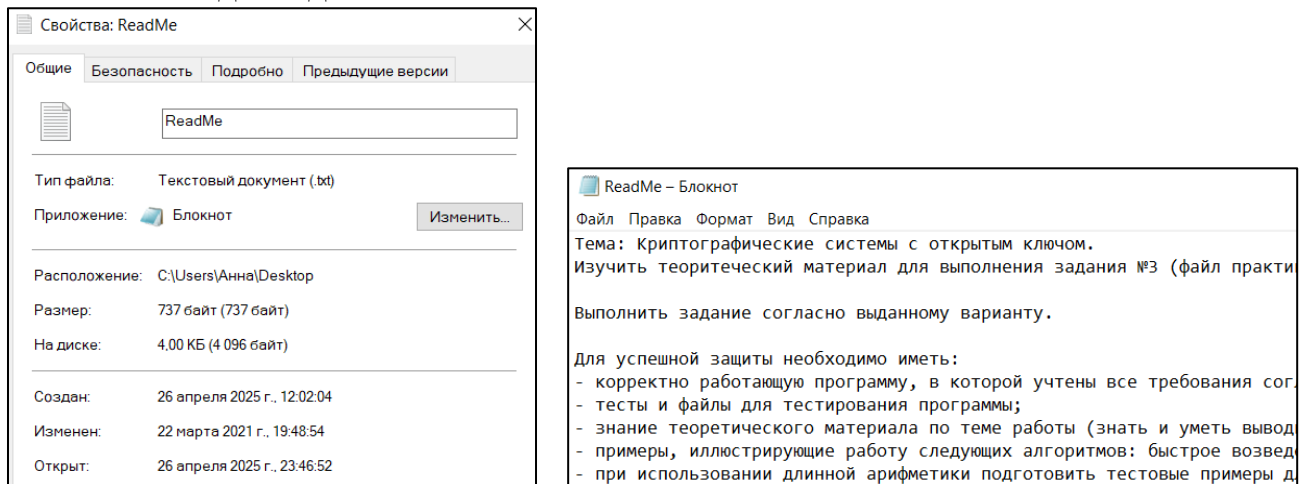 Свойства: ReadMe
Общие Безопасность Подробно Предыдущие версии
ReadMe
Тип файла: Текстовый документ (.txt)
Приложение: Блокнот Изменить...
Расположение: C:\Users\Анна\Desktop
Размер: 737 байт (737 байт)
На диске: 4,00 КБ (4 096 байт)
Создан: 26 апреля 2025 г., 12:02:04
Изменен: 22 марта 2021 г., 19:48:54
Открыт: 26 апреля 2025 г., 23:46:52
ReadMe – Блокнот
Файл Правка Формат Вид Справка
Тема: Криптографические системы с открытым ключом.
Изучить теоритеческий материал для выполнения задания №3 (файл практи
Выполнить задание согласно выданному варианту.
Для успешной защиты необходимо иметь:
- корректно работающую программу, в которой учтены все требования сог
- тесты и файлы для тестирования программы;
- знание теоретического материала по теме работы (знать и уметь вывод
- примеры, иллюстрирующие работу следующих алгоритмов: быстрое возвед
- при использовании длинной арифметики подготовить тестовые примеры д